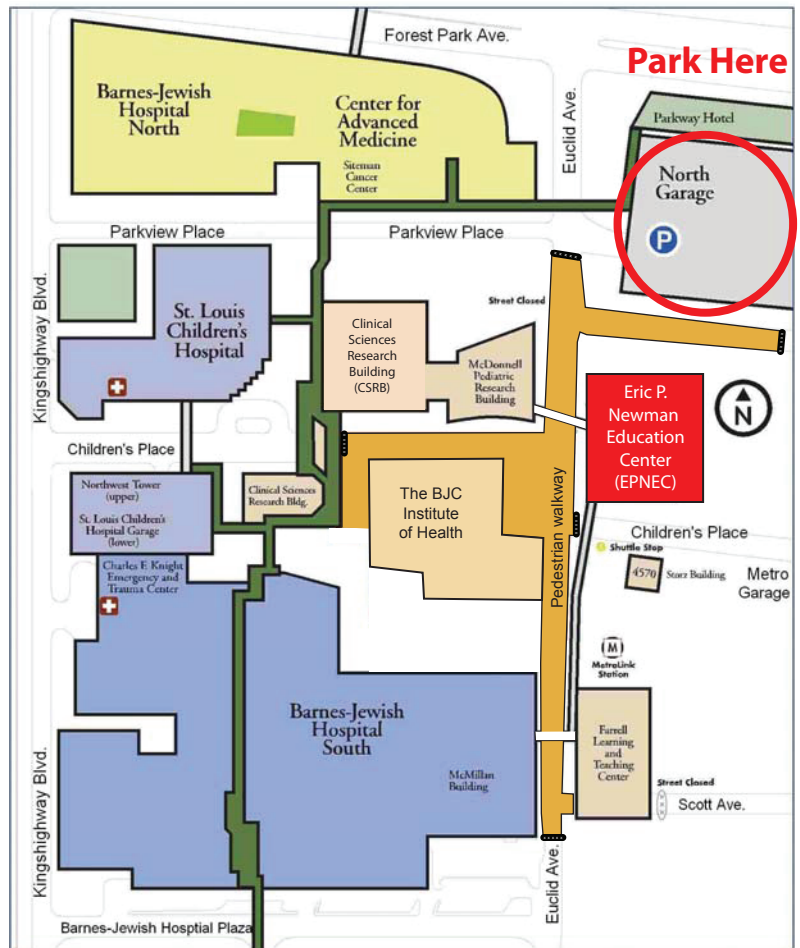 Forest Park Ave.
Park Here
Barnes-Jewish
Hospital
North
Center for
Advanced
Medicine
Siteman
Cancer
Center
Euclid Ave.
Parkway Hotel
North
Garage
P
Parkview Place
Parkview Place
Kingshighway Blvd.
St. Louis
Children's
Hospital
Street Closed
Clinical
Sciences
Research
Building
(CSRB)
McDonnell
Pediatric
Research
Building
Eric P.
Newman
Education
Center
(EPNEC)
N
Children's Place
Northwest Tower
(upper)
St. Louis Children's
Hospital Garage
(lower)
Clinical Sciences
Research Bldg.
The BJC
Institute
of Health
Pedestrian walkway
Children's Place
Shuttle Stop
4570
Storz Building
Metro
Garage
Charles F. Knight
Emergency and
Trauma Center
M
MetroLink
Station
Barnes-Jewish
Hospital
South
McMillan
Building
Farrell
Learning
and
Teaching
Center
Street Closed
Scott Ave.
Kingshighway Blvd.
Euclid Ave.
Barnes-Jewish Hosptial Plaza